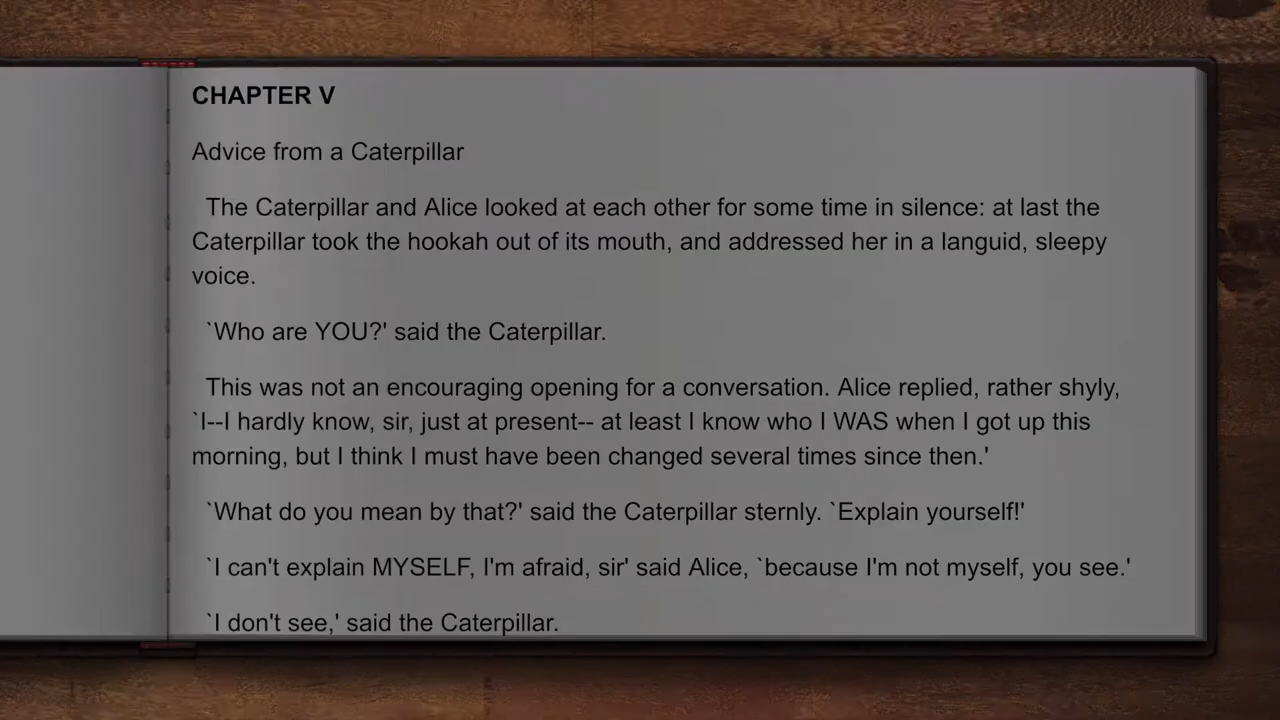 CHAPTER V
Advice from a Caterpillar
The Caterpillar and Alice looked at each other for some time in silence: at last the
Caterpillar took the hookah out of its mouth, and addressed her in a languid, sleepy
voice.
`Who are YOU?' said the Caterpillar.
This was not an encouraging opening for a conversation. Alice replied, rather shyly,
`I--I hardly know, sir, just at present-- at least I know who I WAS when I got up this
morning, but I think I must have been changed several times since then.'
`What do you mean by that?' said the Caterpillar sternly. `Explain yourself!'
`I can't explain MYSELF, I'm afraid, sir' said Alice, `because I'm not myself, you see.'
`I don't see,' said the Caterpillar.